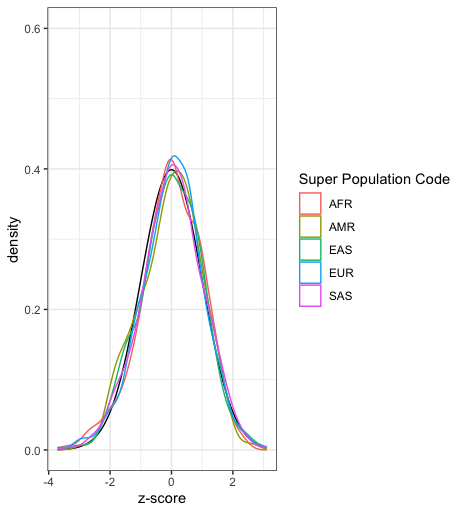 0.6
0.4
0.2
0.0
density
-4
-2
0
2
z-score
Super Population Code
AFR
AMR
EAS
EUR
SAS